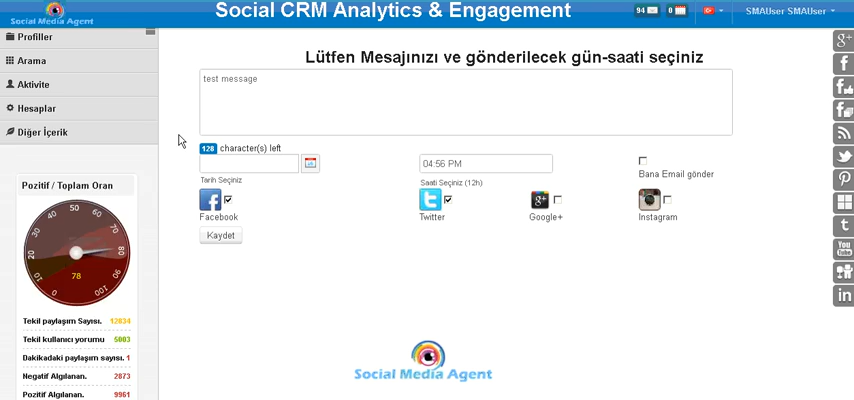 Social Media Agent
Social CRM Analytics & Engagement
94
0
SMAUser SMAUser
Profiller
Arama
Aktivite
Hesaplar
Diğer İçerik
Lütfen Mesajınızı ve gönderilecek gün-saati seçiniz
test message
128 character(s) left
04:56 PM
Bana Email gönder
Tarih Seçiniz
Saati Seçiniz (12h)
Facebook
Twitter
Google+
Instagram
Kaydet
Pozitif / Toplam Oran
0 10 20 30 40 50 60 70 80 90 100
78
Tekil paylaşım Sayısı. 12834
Tekil kullanıcı yorumu 5003
Dakikadaki paylaşım sayısı. 1
Negatif Algılanan. 2873
Pozitif Algılanan. 9961
Social Media Agent
g+
f
f
f
t
You Tube
in